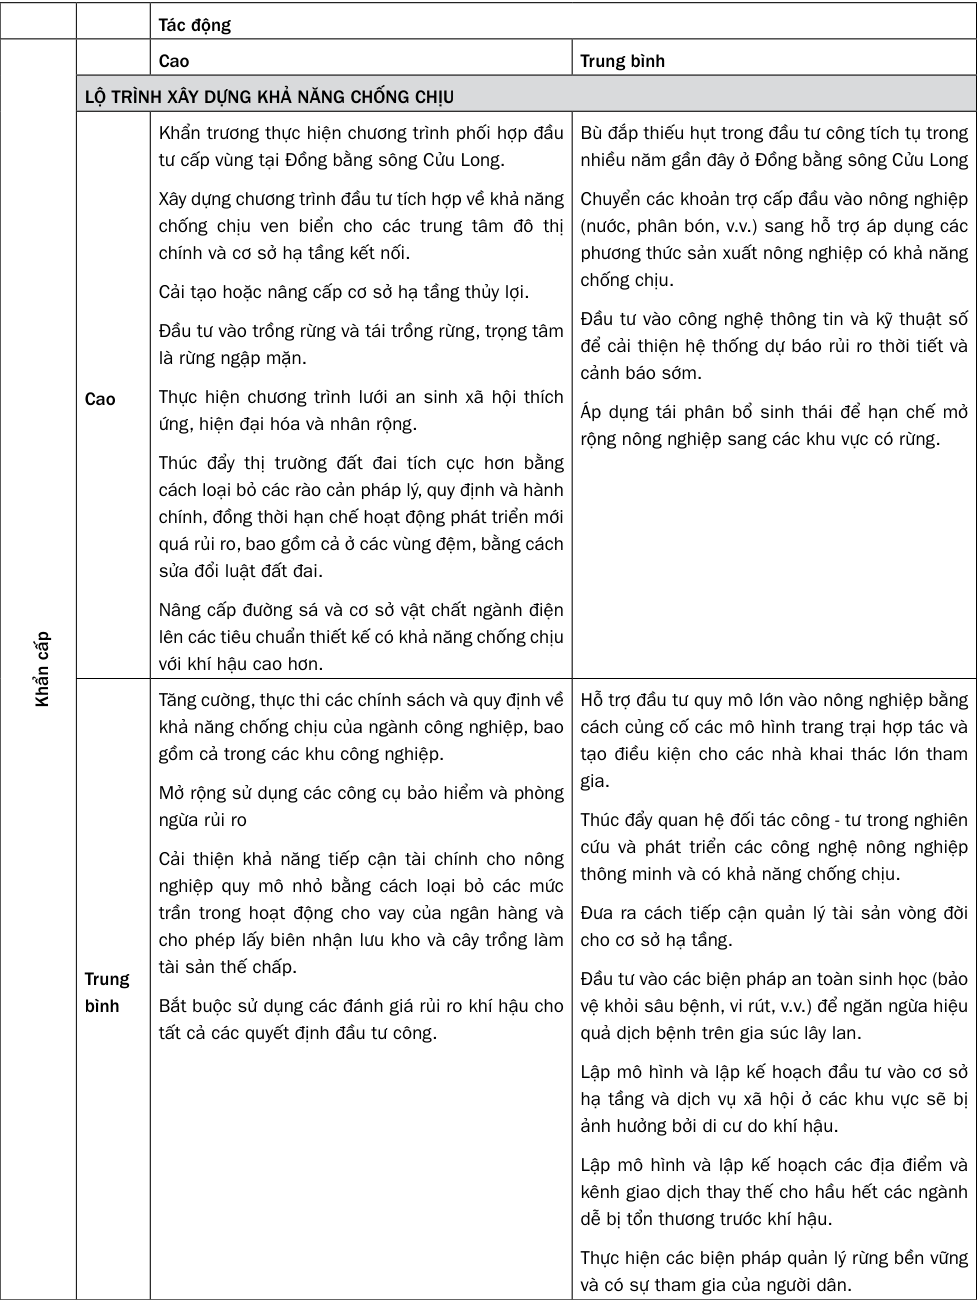 Tác động
Cao
Trung bình
LỘ TRÌNH XÂY DỰNG KHẢ NĂNG CHỐNG CHỊU
Khẩn cấp
Cao
Khẩn trương thực hiện chương trình phối hợp đầu
tư cấp vùng tại Đồng bằng sông Cửu Long.
Xây dựng chương trình đầu tư tích hợp về khả năng
chống chịu ven biển cho các trung tâm đô thị
chính và cơ sở hạ tầng kết nối.
Cải tạo hoặc nâng cấp cơ sở hạ tầng thủy lợi.
Đầu tư vào trồng rừng và tái trồng rừng, trọng tâm
là rừng ngập mặn.
Thực hiện chương trình lưới an sinh xã hội thích
ứng, hiện đại hóa và nhân rộng.
Thúc đẩy thị trường đất đai tích cực hơn bằng
cách loại bỏ các rào cản pháp lý, quy định và hành
chính, đồng thời hạn chế hoạt động phát triển mới
quá rủi ro, bao gồm cả ở các vùng đệm, bằng cách
sửa đổi luật đất đai.
Nâng cấp đường sá và cơ sở vật chất ngành điện
lên các tiêu chuẩn thiết kế có khả năng chống chịu
với khí hậu cao hơn.
Bù đắp thiếu hụt trong đầu tư công tích tụ trong
nhiều năm gần đây ở Đồng bằng sông Cửu Long
Chuyển các khoản trợ cấp đầu vào nông nghiệp
(nước, phân bón, v.v.) sang hỗ trợ áp dụng các
phương thức sản xuất nông nghiệp có khả năng
chống chịu.
Đầu tư vào công nghệ thông tin và kỹ thuật số
để cải thiện hệ thống dự báo rủi ro thời tiết và
cảnh báo sớm.
Áp dụng tái phân bổ sinh thái để hạn chế mở
rộng nông nghiệp sang các khu vực có rừng.
Trung
bình
Tăng cường, thực thi các chính sách và quy định về
khả năng chống chịu của ngành công nghiệp, bao
gồm cả trong các khu công nghiệp.
Mở rộng sử dụng các công cụ bảo hiểm và phòng
ngừa rủi ro
Cải thiện khả năng tiếp cận tài chính cho nông
nghiệp quy mô nhỏ bằng cách loại bỏ các mức
trần trong hoạt động cho vay của ngân hàng và
cho phép lấy biên nhận lưu kho và cây trồng làm
tài sản thế chấp.
Bắt buộc sử dụng các đánh giá rủi ro khí hậu cho
tất cả các quyết định đầu tư công.
Hỗ trợ đầu tư quy mô lớn vào nông nghiệp bằng
cách củng cố các mô hình trang trại hợp tác và
tạo điều kiện cho các nhà khai thác lớn tham
gia.
Thúc đẩy quan hệ đối tác công - tư trong nghiên
cứu và phát triển các công nghệ nông nghiệp
thông minh và có khả năng chống chịu.
Đưa ra cách tiếp cận quản lý tài sản vòng đời
cho cơ sở hạ tầng.
Đầu tư vào các biện pháp an toàn sinh học (bảo
vệ khỏi sâu bệnh, vi rút, v.v.) để ngăn ngừa hiệu
quả dịch bệnh trên gia súc lây lan.
Lập mô hình và lập kế hoạch đầu tư vào cơ sở
hạ tầng và dịch vụ xã hội ở các khu vực sẽ bị
ảnh hưởng bởi di cư do khí hậu.
Lập mô hình và lập kế hoạch các địa điểm và
kênh giao dịch thay thế cho hầu hết các ngành
dễ bị tổn thương trước khí hậu.
Thực hiện các biện pháp quản lý rừng bền vững
và có sự tham gia của người dân.